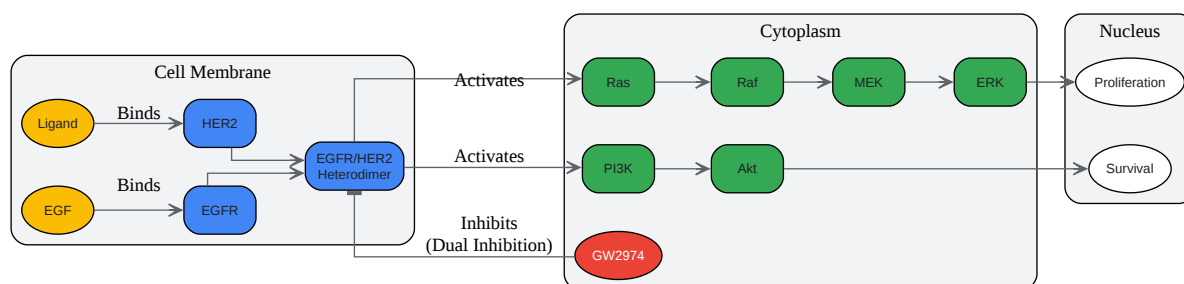 Cell Membrane
Ligand
Binds
HER2
EGF
Binds
EGFR
EGFR/HER2
Heterodimer
Activates
Activates
Inhibits
(Dual Inhibition)
Cytoplasm
Ras
Raf
MEK
ERK
PI3K
Akt
GW2974
Nucleus
Proliferation
Survival